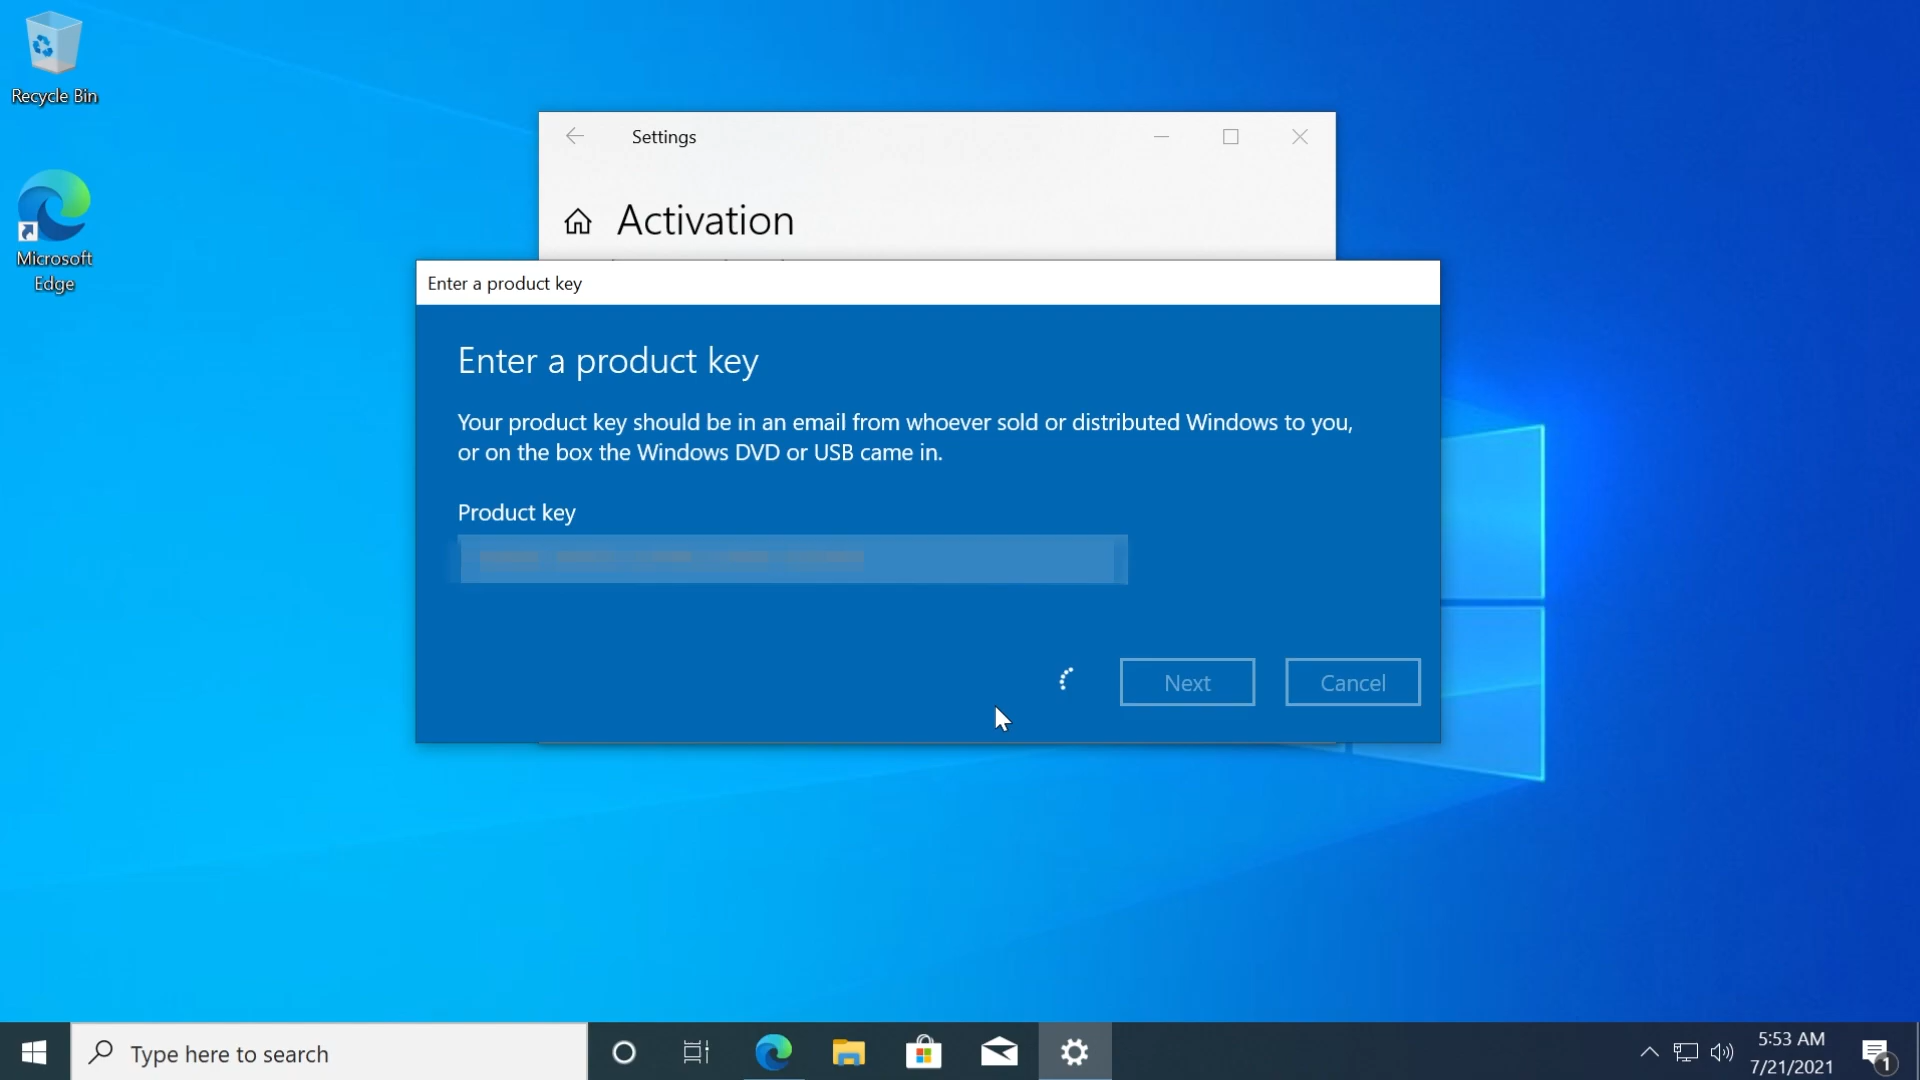 Recycle Bin
Microsoft
Edge
Settings
Activation
Enter a product key
Enter a product key
Your product key should be in an email from whoever sold or distributed Windows to you,
or on the box the Windows DVD or USB came in.
Product key
Next
Cancel
Type here to search
5:53 AM
7/21/2021
1